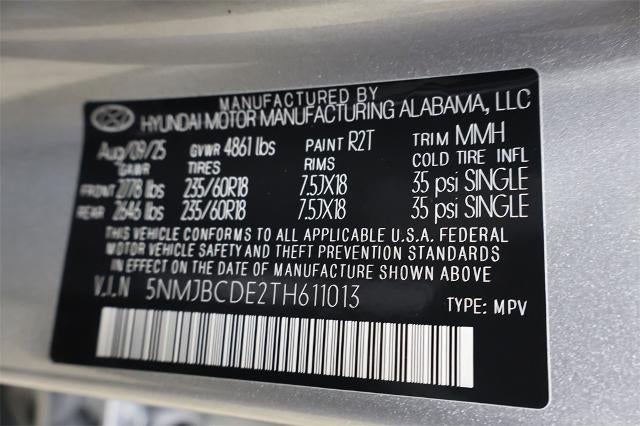 MANUFACTURED BY
HYUNDAI MOTOR MANUFACTURING ALABAMA, LLC
Aug/09/25 GVWR 4861 lbs PAINT R2T TRIM MMH
GAWR TIRES RIMS COLD TIRE INFL
FRONT 2778 lbs 235/60R18 7.5JX18 35 psi SINGLE
REAR 2646 lbs 235/60R18 7.5JX18 35 psi SINGLE
THIS VEHICLE CONFORMS TO ALL APPLICABLE U.S.A. FEDERAL
MOTOR VEHICLE SAFETY AND THEFT PREVENTION STANDARDS
IN EFFECT ON THE DATE OF MANUFACTURE SHOWN ABOVE
V.I.N 5NMJBCDE2TH611013 TYPE: MPV